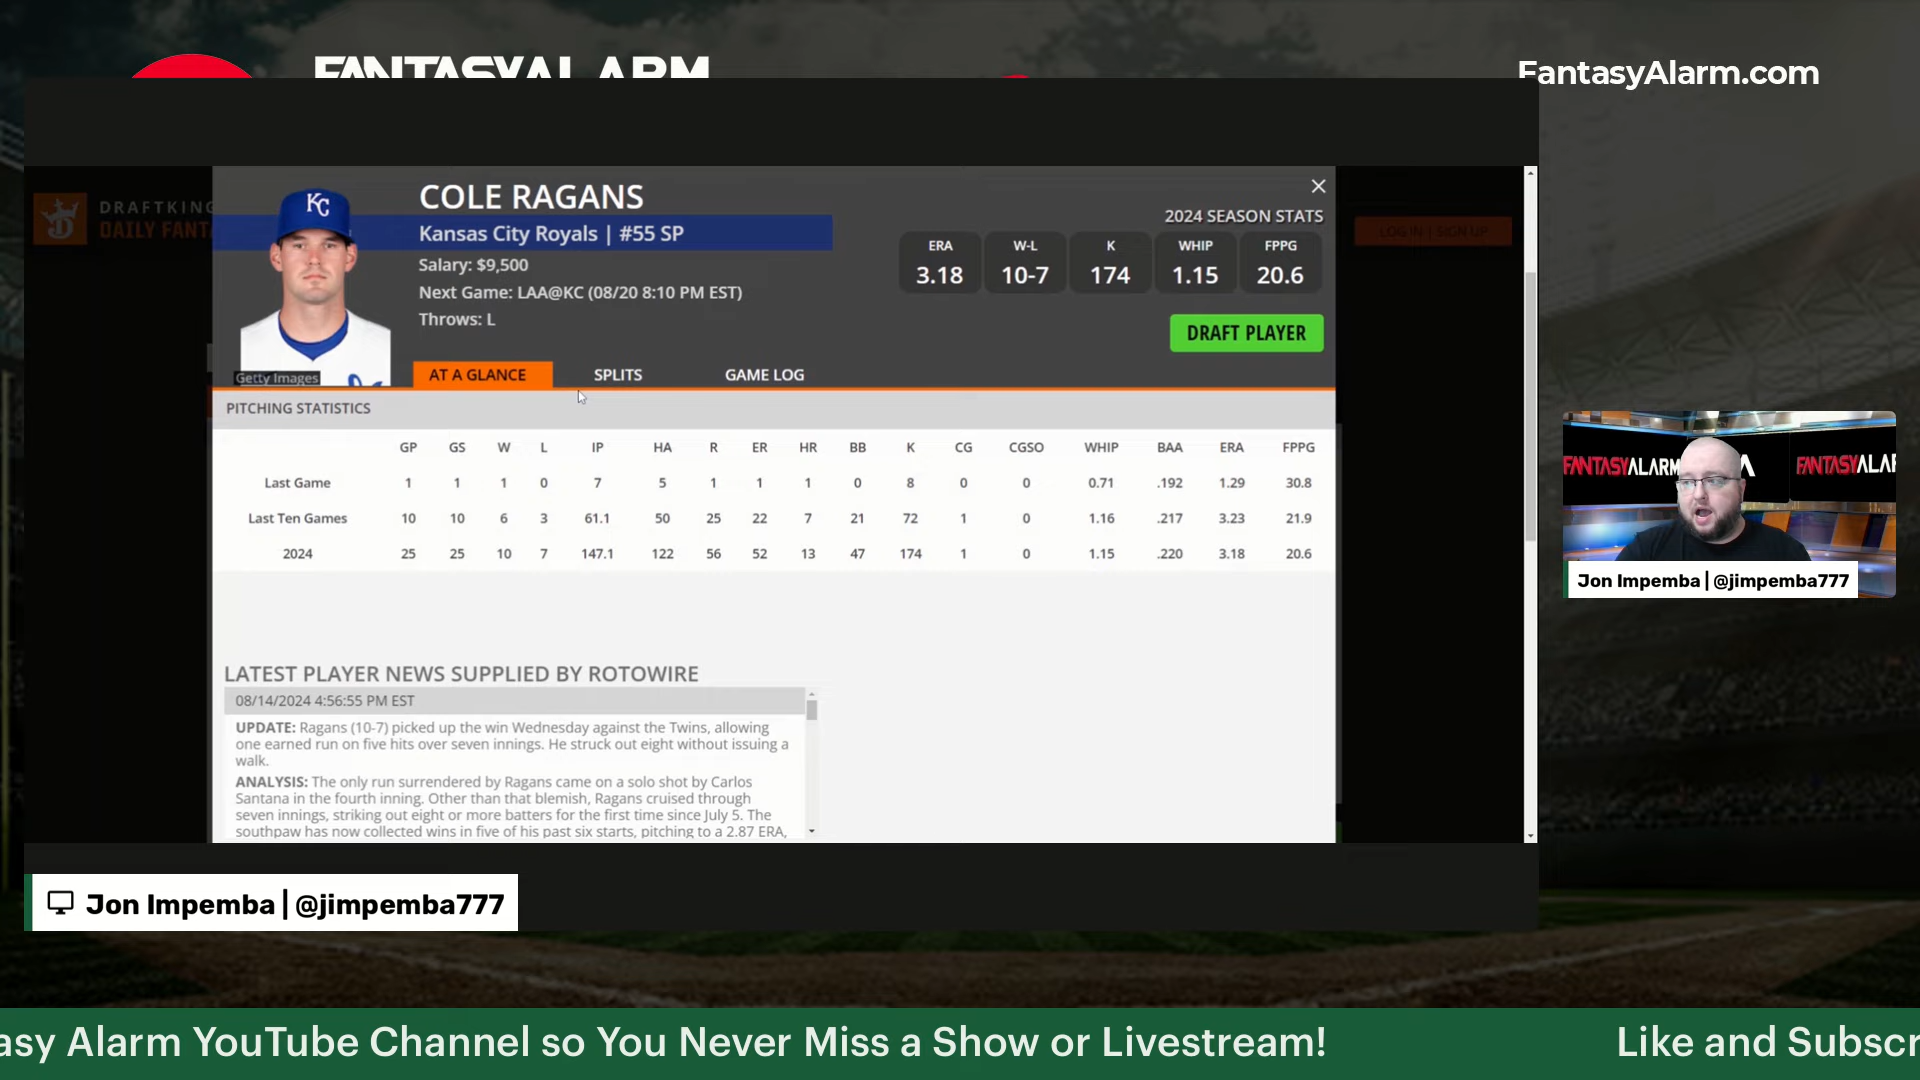 FANTASYALARM
FantasyAlarm.com
DRAFTKING
DAILY FANT
LOG IN | SIGN UP
KC
COLE RAGANS
Kansas City Royals | #55 SP
Salary: $9,500
Next Game: LAA@KC (08/20 8:10 PM EST)
Throws: L
Getty Images
2024 SEASON STATS
ERA W-L K WHIP FPPG
3.18 10-7 174 1.15 20.6
DRAFT PLAYER
AT A GLANCE SPLITS GAME LOG
PITCHING STATISTICS
GP GS W L IP HA R ER HR BB K CG CGSO WHIP BAA ERA FPPG
Last Game 1 1 1 0 7 5 1 1 1 0 8 0 0 0.71 .192 1.29 30.8
Last Ten Games 10 10 6 3 61.1 50 25 22 7 21 72 1 0 1.16 .217 3.23 21.9
2024 25 25 10 7 147.1 122 56 52 13 47 174 1 0 1.15 .220 3.18 20.6
LATEST PLAYER NEWS SUPPLIED BY ROTOWIRE
08/14/2024 4:56:55 PM EST
UPDATE: Ragans (10-7) picked up the win Wednesday against the Twins, allowing
one earned run on five hits over seven innings. He struck out eight without issuing a
walk.
ANALYSIS: The only run surrendered by Ragans came on a solo shot by Carlos
Santana in the fourth inning. Other than that blemish, Ragans cruised through
seven innings, striking out eight or more batters for the first time since July 5. The
southpaw has now collected wins in five of his past six starts, pitching to a 2.87 ERA,
FANTASYALARM
FANTASYALAR
Jon Impemba | @jimpemba777
Jon Impemba | @jimpemba777
asy Alarm YouTube Channel so You Never Miss a Show or Livestream!
Like and Subscr